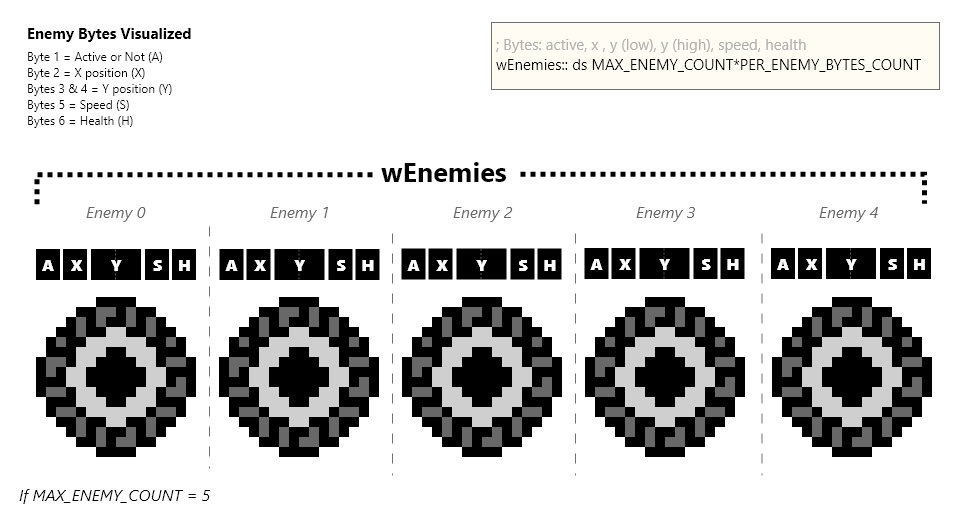 Enemy Bytes Visualized
Byte 1 = Active or Not (A)
Byte 2 = X position (X)
Bytes 3 & 4 = Y position (Y)
Bytes 5 = Speed (S)
Bytes 6 = Health (H)
; Bytes: active, x , y (low), y (high), speed, health
wEnemies:: ds MAX_ENEMY_COUNT*PER_ENEMY_BYTES_COUNT
wEnemies
Enemy 0 Enemy 1 Enemy 2 Enemy 3 Enemy 4
A X Y S H A X Y S H A X Y S H A X Y S H A X Y S H
If MAX_ENEMY_COUNT = 5